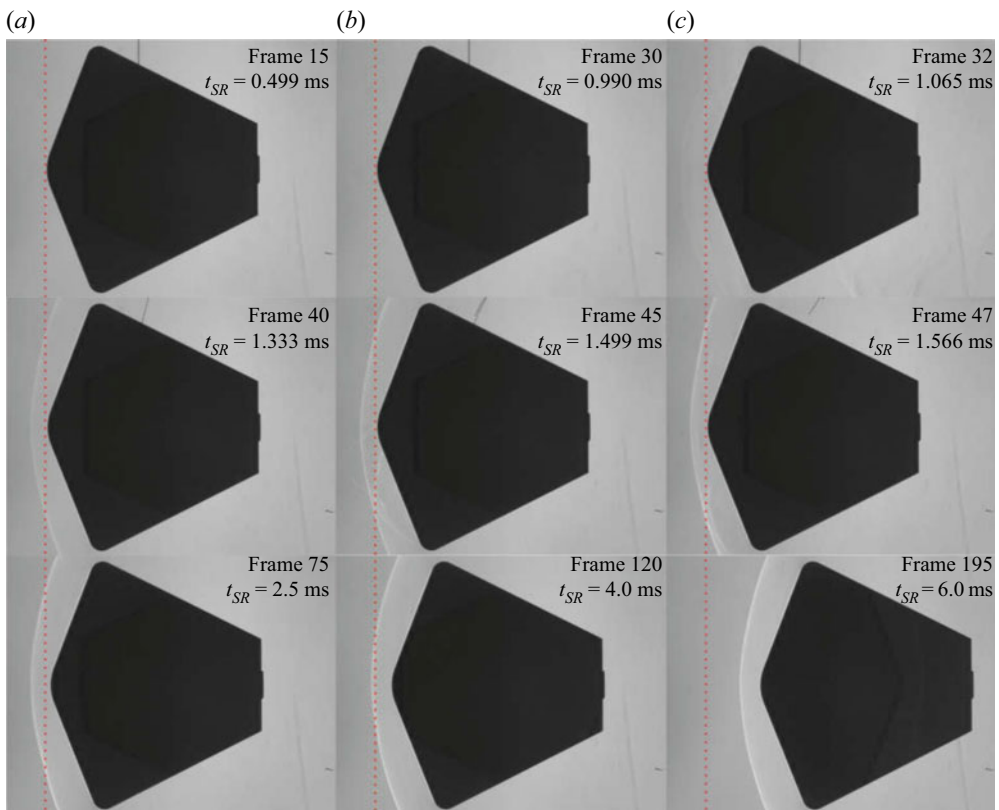 (a)
(b)
(c)
Frame 15
t_SR = 0.499 ms
Frame 30
t_SR = 0.990 ms
Frame 32
t_SR = 1.065 ms
Frame 40
t_SR = 1.333 ms
Frame 45
t_SR = 1.499 ms
Frame 47
t_SR = 1.566 ms
Frame 75
t_SR = 2.5 ms
Frame 120
t_SR = 4.0 ms
Frame 195
t_SR = 6.0 ms